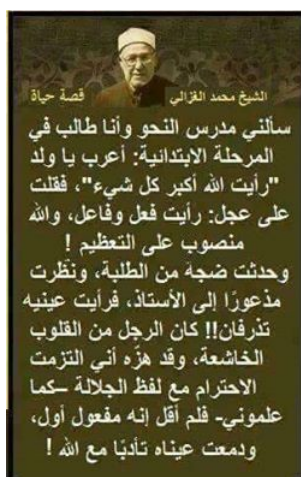 الشيخ محمد الغزالي
قصة حياة
سألني مدرس النحو وأنا طالب في
المرحلة الابتدائية: أعرب يا ولد
"رأيت الله أكبر كل شيء"، فقلت
على عجل: رأيت فعل وفاعل، والله
منصوب على التعظيم !
وحدثت ضجة من الطلبة، ونظرت
مذعورًا إلى الأستاذ، فرأيت عينيه
تذرفان!! كان الرجل من القلوب
الخاشعة، وقد هزّه أني التزمت
الاحترام مع لفظ الجلالة –كما
علموني- فلم أقل إنه مفعول أول،
ودمعت عيناه تأدبًا مع الله !